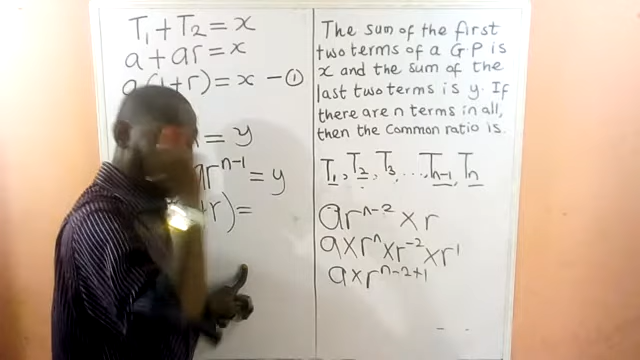 T₁ + T₂ = x
a + ar = x
a(1+r) = x — ①
= y
arⁿ⁻¹ = y
r) =
The sum of the first
two terms of a G.P is
x and the sum of the
last two terms is y. If
there are n terms in all,
then the common ratio is.
T₁, T₂, T₃ ... Tₙ₋₁, Tₙ
arⁿ⁻² × r
a × rⁿ × r⁻² × r¹
a × rⁿ⁻²⁺¹